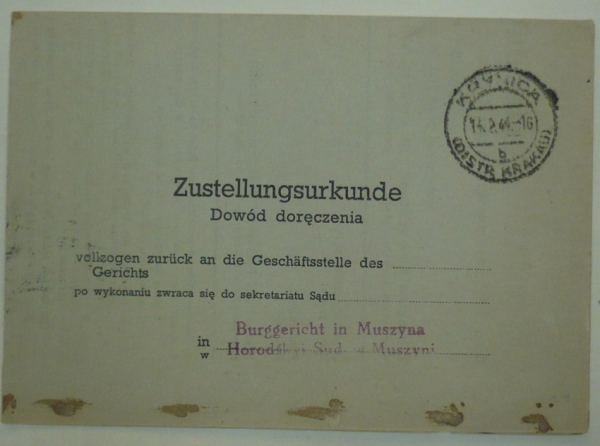 KRYNICA
14.2.44.-16
b
(DISTR. KRAKAU)
Zustellungsurkunde
Dowód doręczenia
vollzogen zurück an die Geschäftsstelle des
Gerichts
po wykonaniu zwraca się do sekretariatu Sądu
in Burggericht in Muszyna
w Muszyni